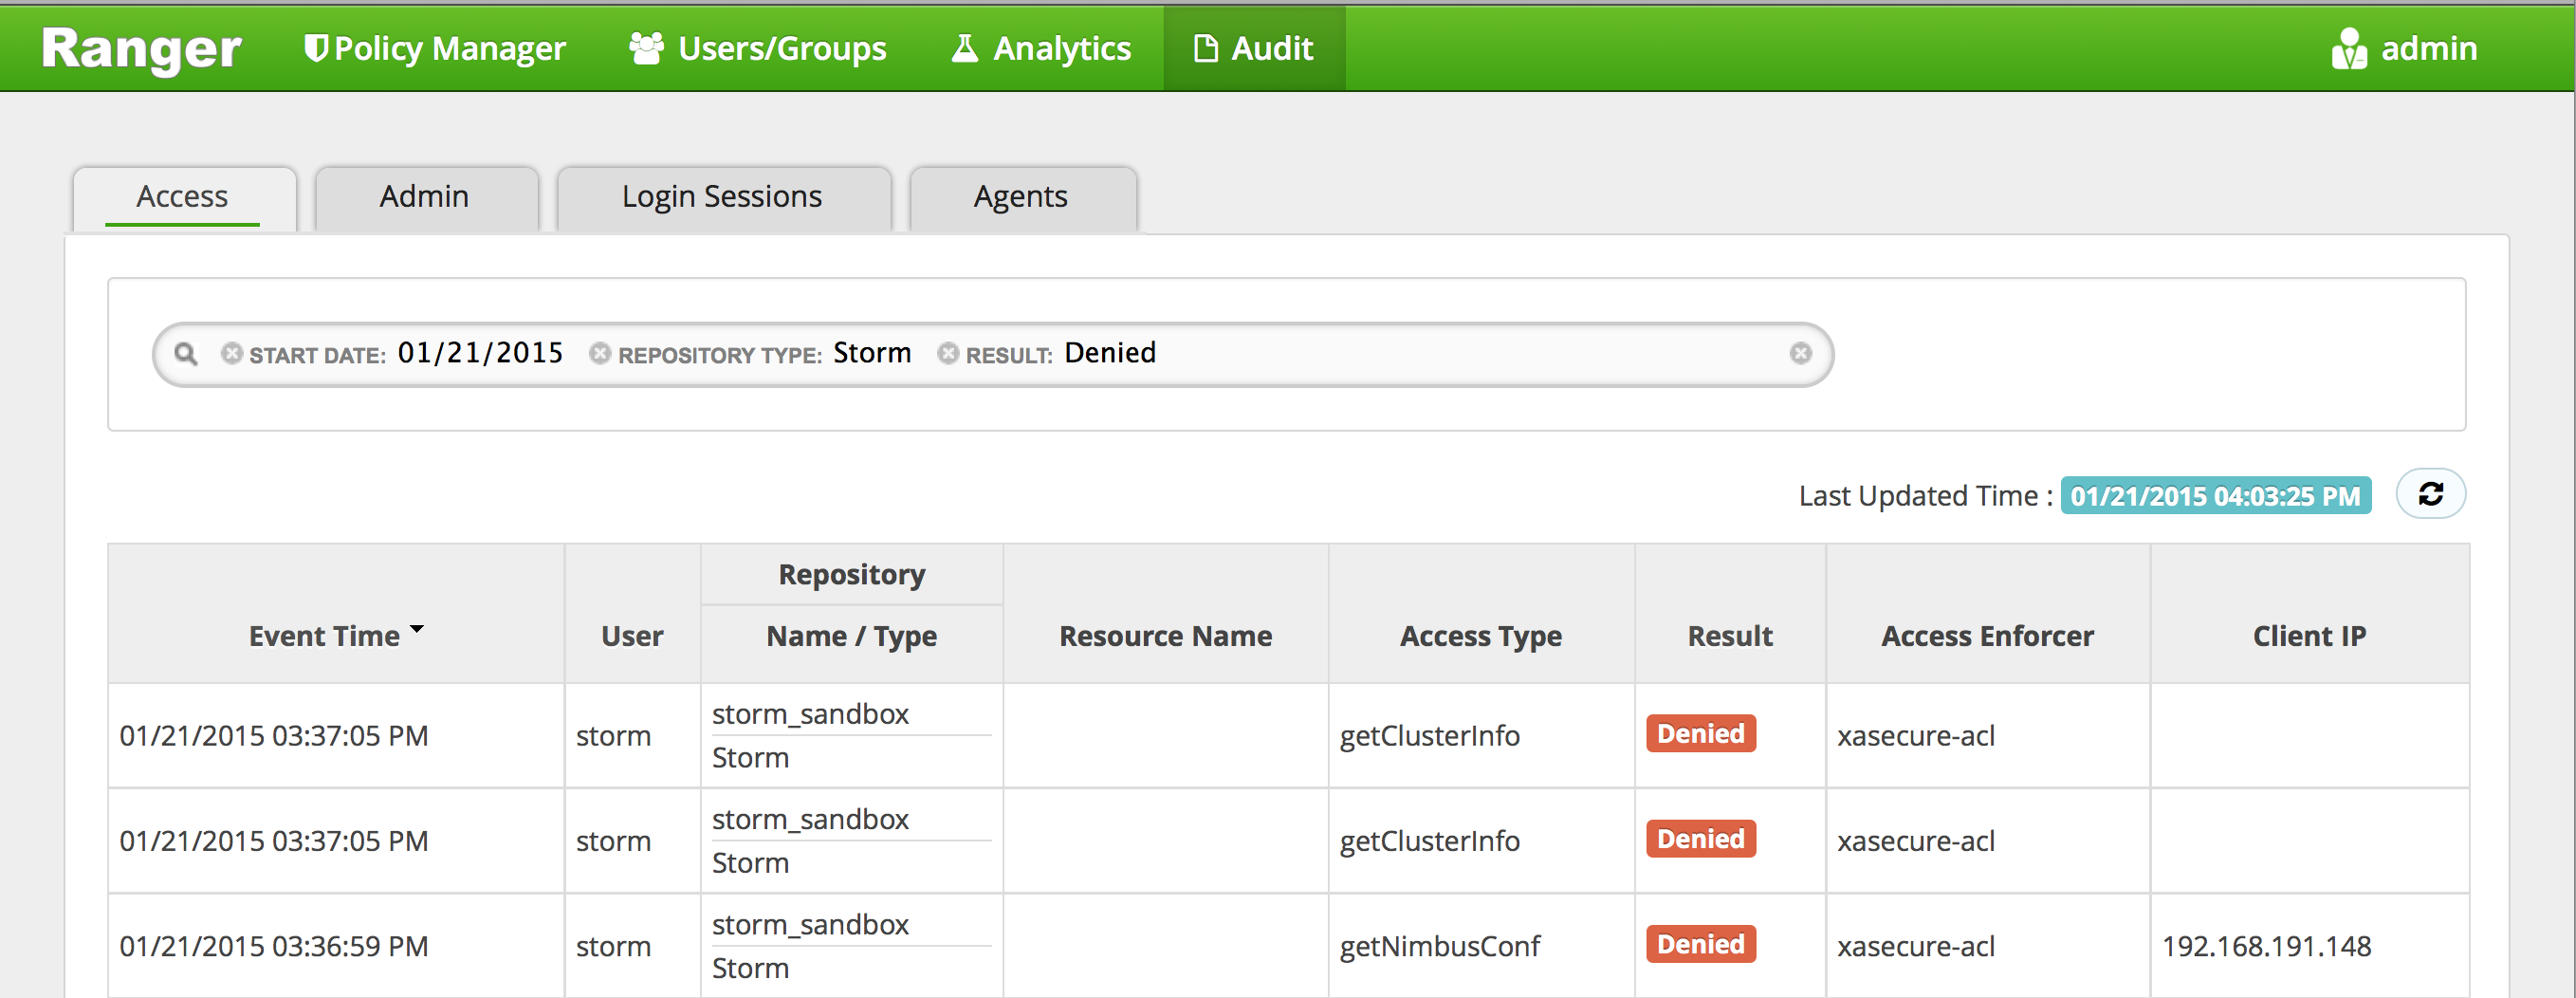 Ranger Policy Manager Users/Groups Analytics Audit admin
Access Admin Login Sessions Agents
START DATE: 01/21/2015 REPOSITORY TYPE: Storm RESULT: Denied
Last Updated Time : 01/21/2015 04:03:25 PM
Repository
Event Time User Name / Type Resource Name Access Type Result Access Enforcer Client IP
storm_sandbox
01/21/2015 03:37:05 PM storm getClusterInfo Denied xasecure-acl
Storm
storm_sandbox
01/21/2015 03:37:05 PM storm getClusterInfo Denied xasecure-acl
Storm
storm_sandbox
01/21/2015 03:36:59 PM storm getNimbusConf Denied xasecure-acl 192.168.191.148
Storm